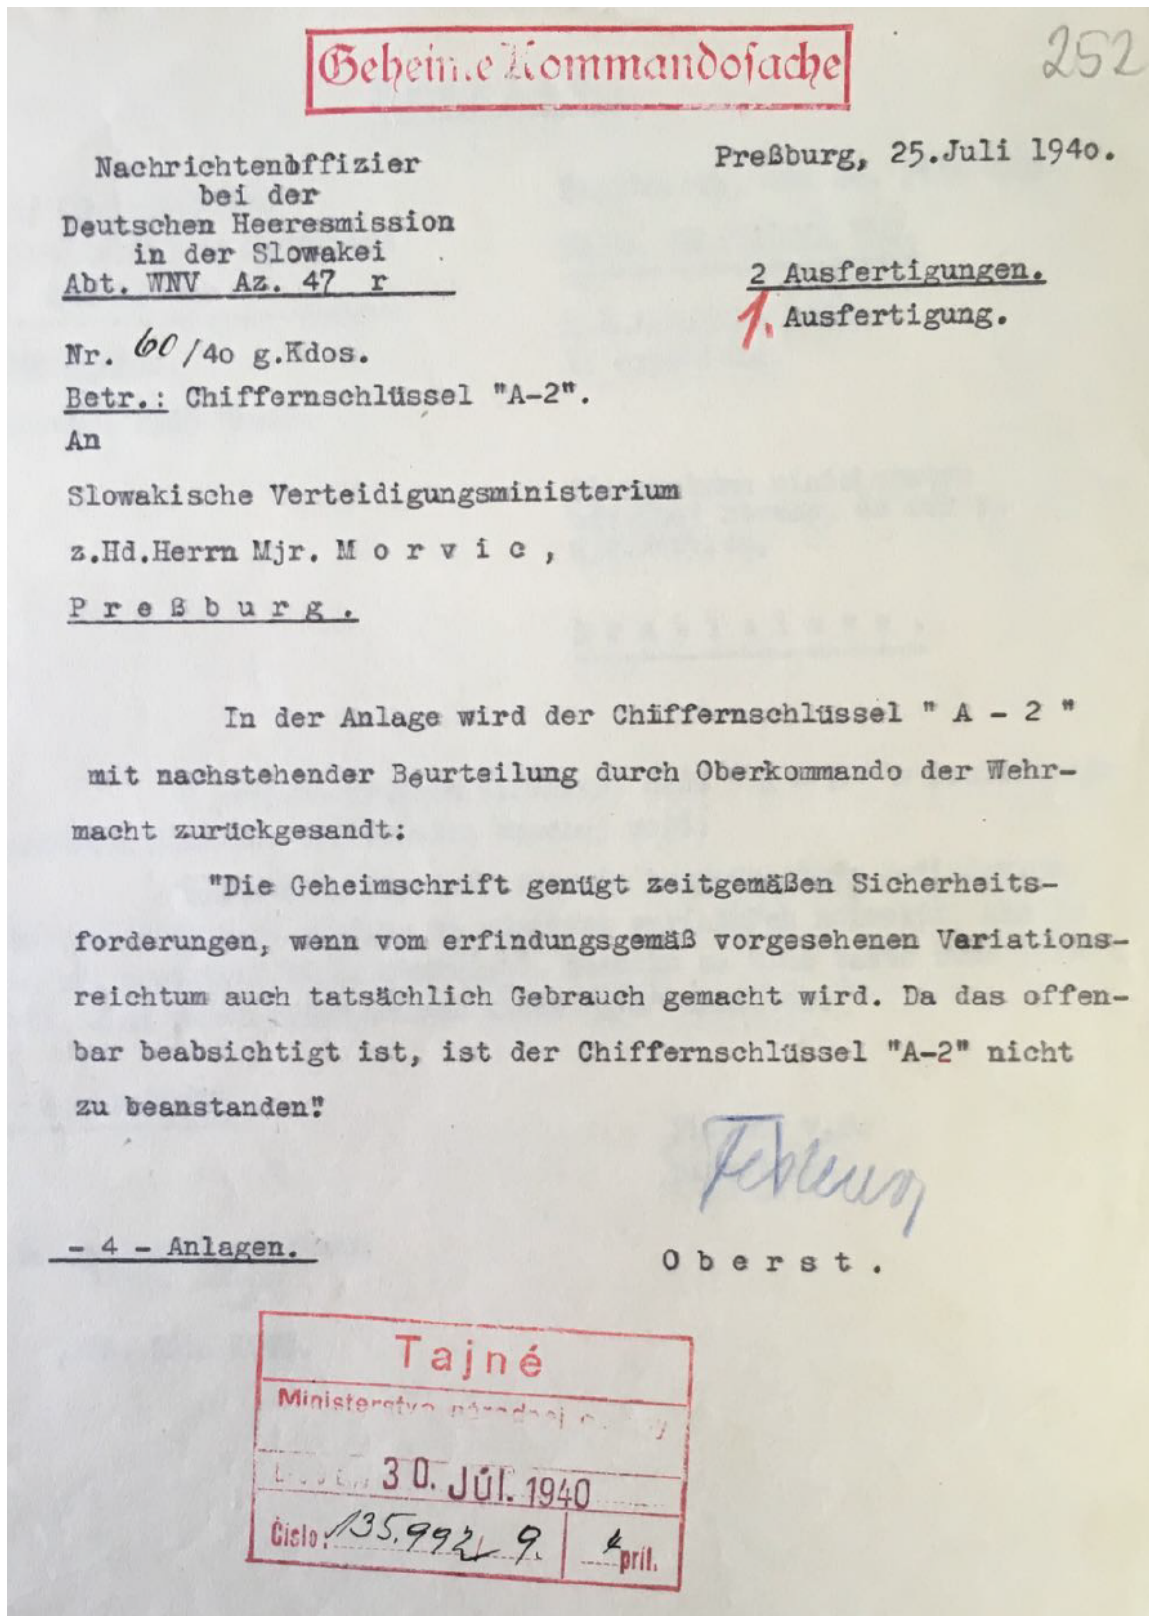 Geheime Kommandosache
252
Nachrichtenoffizier
bei der
Deutschen Heeresmission
in der Slowakei
Abt. WNV Az. 47 r
Preßburg, 25.Juli 194o.
2 Ausfertigungen.
1. Ausfertigung.
Nr. 60/4o g.Kdos.
Betr.: Chiffernschlüssel "A-2".
An
Slowakische Verteidigungsministerium
z.Hd.Herrn Mjr. M o r v i c ,
P r e ß b u r g .
In der Anlage wird der Chiffernschlüssel " A - 2 "
mit nachstehender Beurteilung durch Oberkommando der Wehr-
macht zurückgesandt:
"Die Geheimschrift genügt zeitgemäßen Sicherheits-
forderungen, wenn vom erfindungsgemäß vorgesehenen Variations-
reichtum auch tatsächlich Gebrauch gemacht wird. Da das offen-
bar beabsichtigt ist, ist der Chiffernschlüssel "A-2" nicht
zu beanstanden".
- 4 - Anlagen.
O b e r s t .
Tajné
Ministerstvo národnej
30. JÚL. 1940
Číslo: 135.992 9. 4 príl.